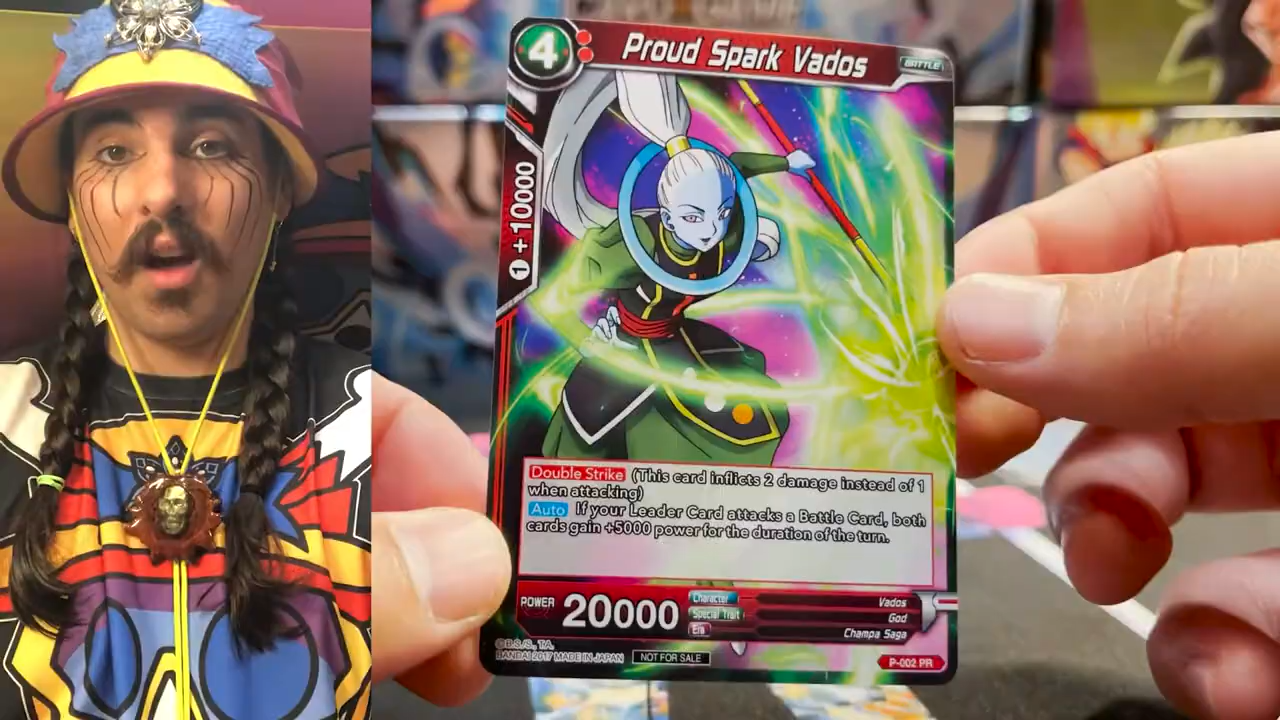 4
Proud Spark Vados
BATTLE
1 +10000
Double Strike (This card inflicts 2 damage instead of 1
when attacking)
Auto If your Leader Card attacks a Battle Card, both
cards gain +5000 power for the duration of the turn.
POWER 20000
Character Vados
Special Trait God
Era Champa Saga
©B.S./S., T.A.
BANDAI 2017 MADE IN JAPAN NOT FOR SALE
P-002 PR